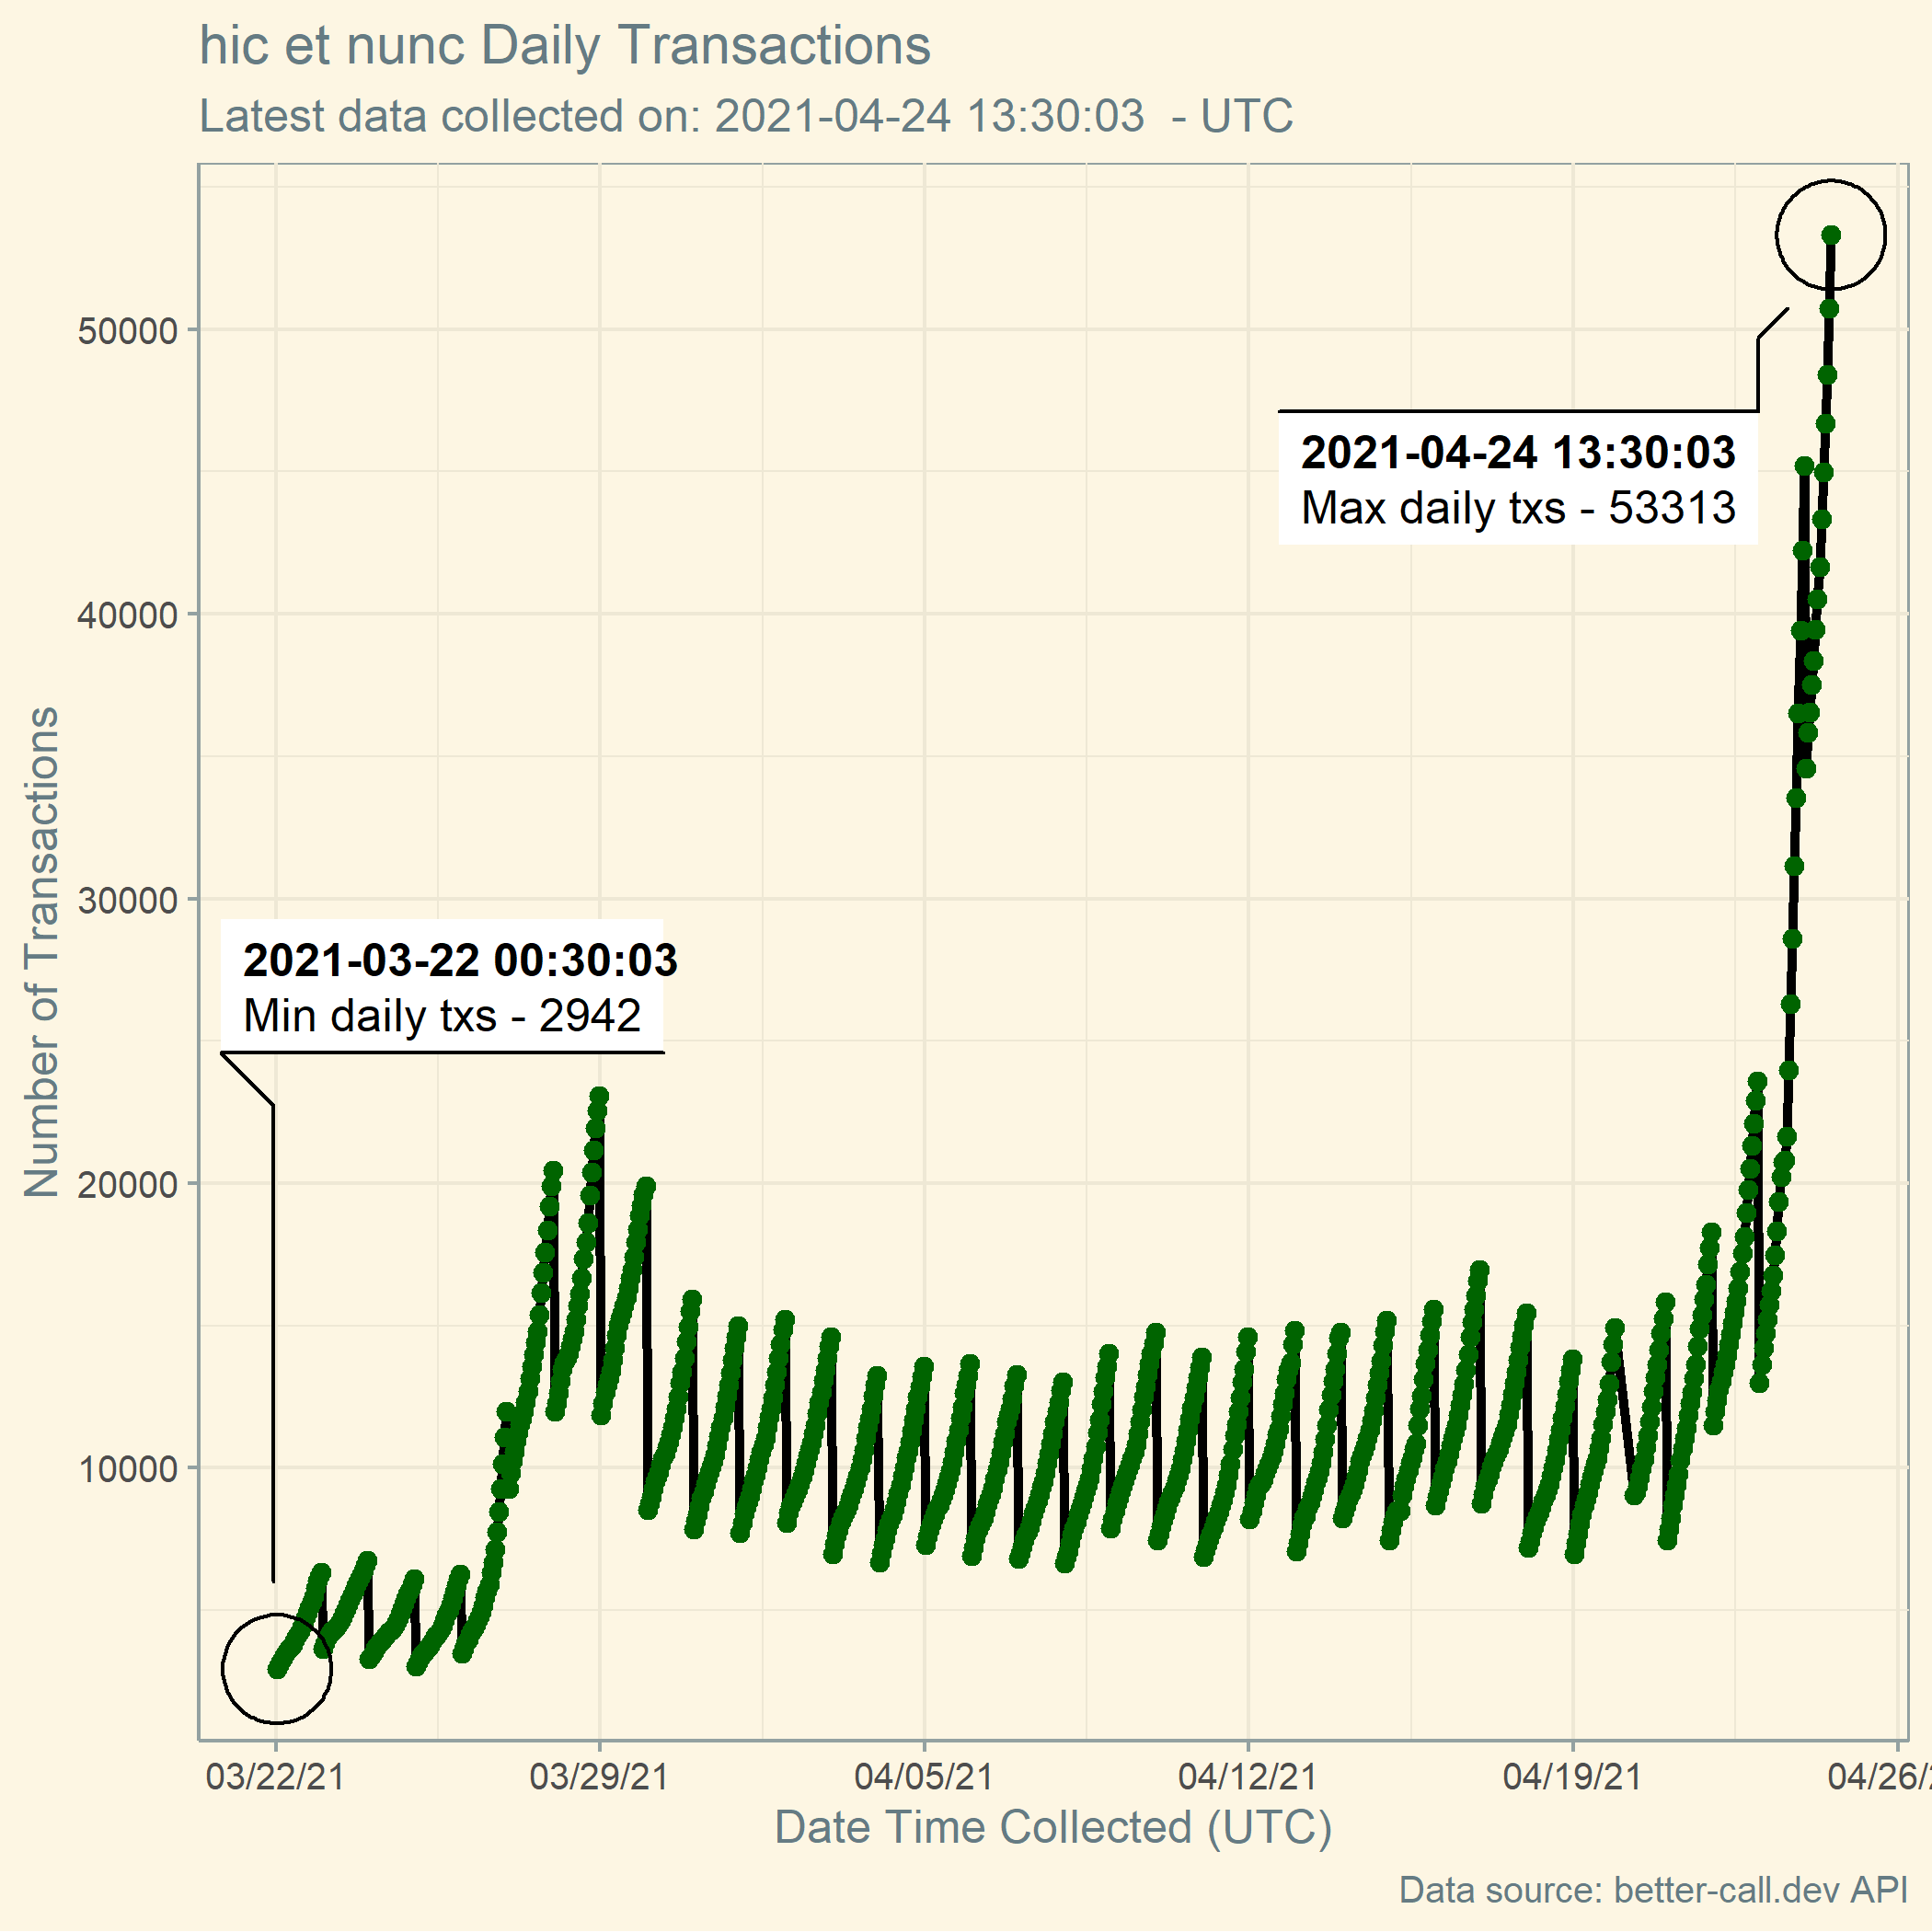 hic et nunc Daily Transactions
Latest data collected on: 2021-04-24 13:30:03  - UTC
50000
40000
30000
20000
10000
Number of Transactions
2021-04-24 13:30:03
Max daily txs - 53313
2021-03-22 00:30:03
Min daily txs - 2942
03/22/21
03/29/21
04/05/21
04/12/21
04/19/21
04/26/
Date Time Collected (UTC)
Data source: better-call.dev API